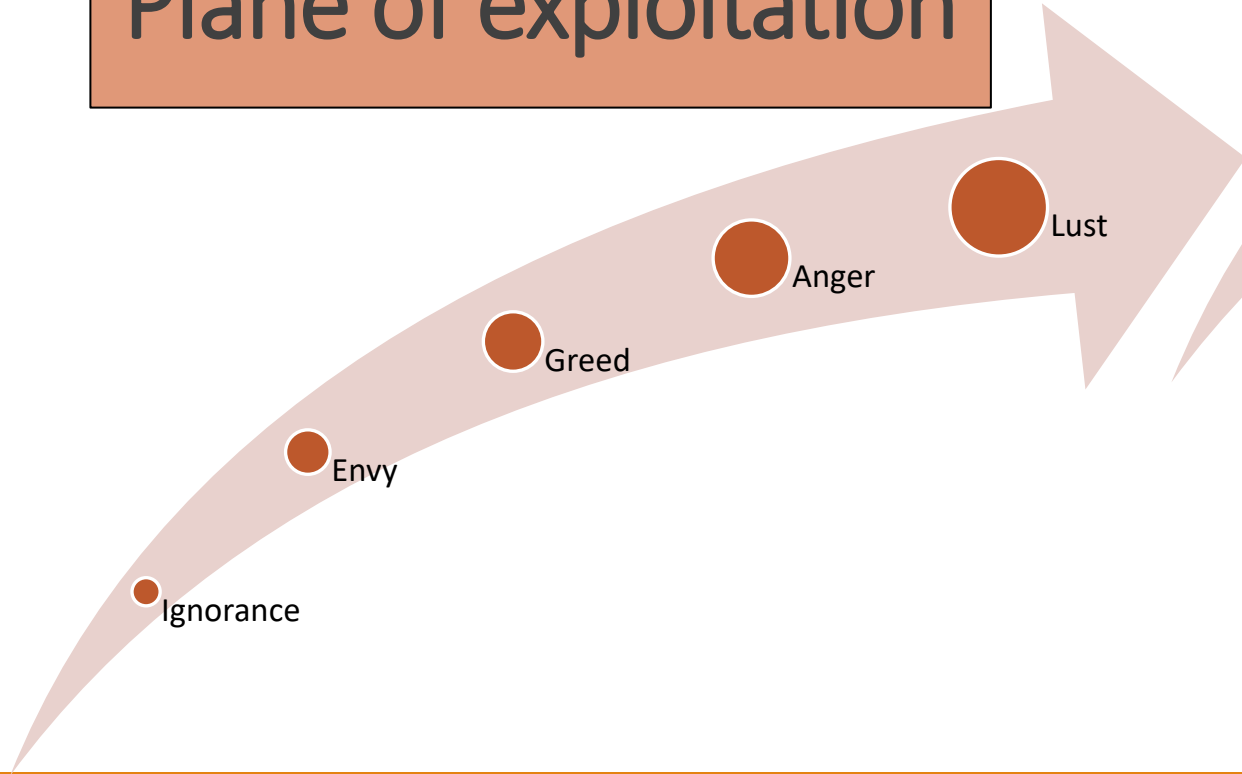 Plane of exploitation
Lust
Anger
Greed
Envy
Ignorance